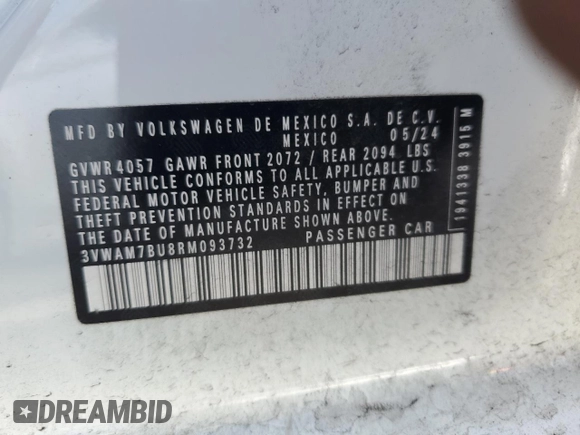 MFD BY VOLKSWAGEN DE MEXICO S.A. DE C.V.
MEXICO 05/24
GVWR 4057 GAWR FRONT 2072 / REAR 2094 LBS
THIS VEHICLE CONFORMS TO ALL APPLICABLE U.S.
FEDERAL MOTOR VEHICLE SAFETY, BUMPER AND
THEFT PREVENTION STANDARDS IN EFFECT ON
THE DATE OF MANUFACTURE SHOWN ABOVE.
3VWAM7BU8RM093732 PASSENGER CAR
1941338 3915 M
DREAMBID